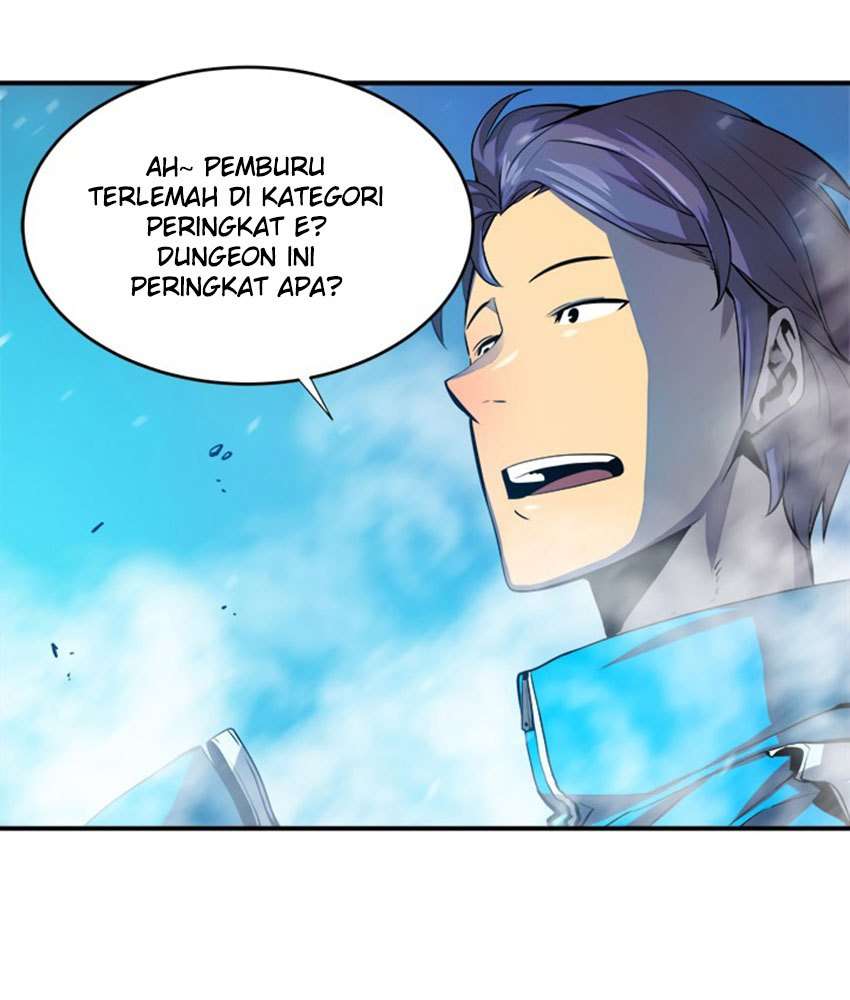 AH~ PEMBURU
TERLEMAH DI KATEGORI
PERINGKAT E?
DUNGEON INI
PERINGKAT APA?